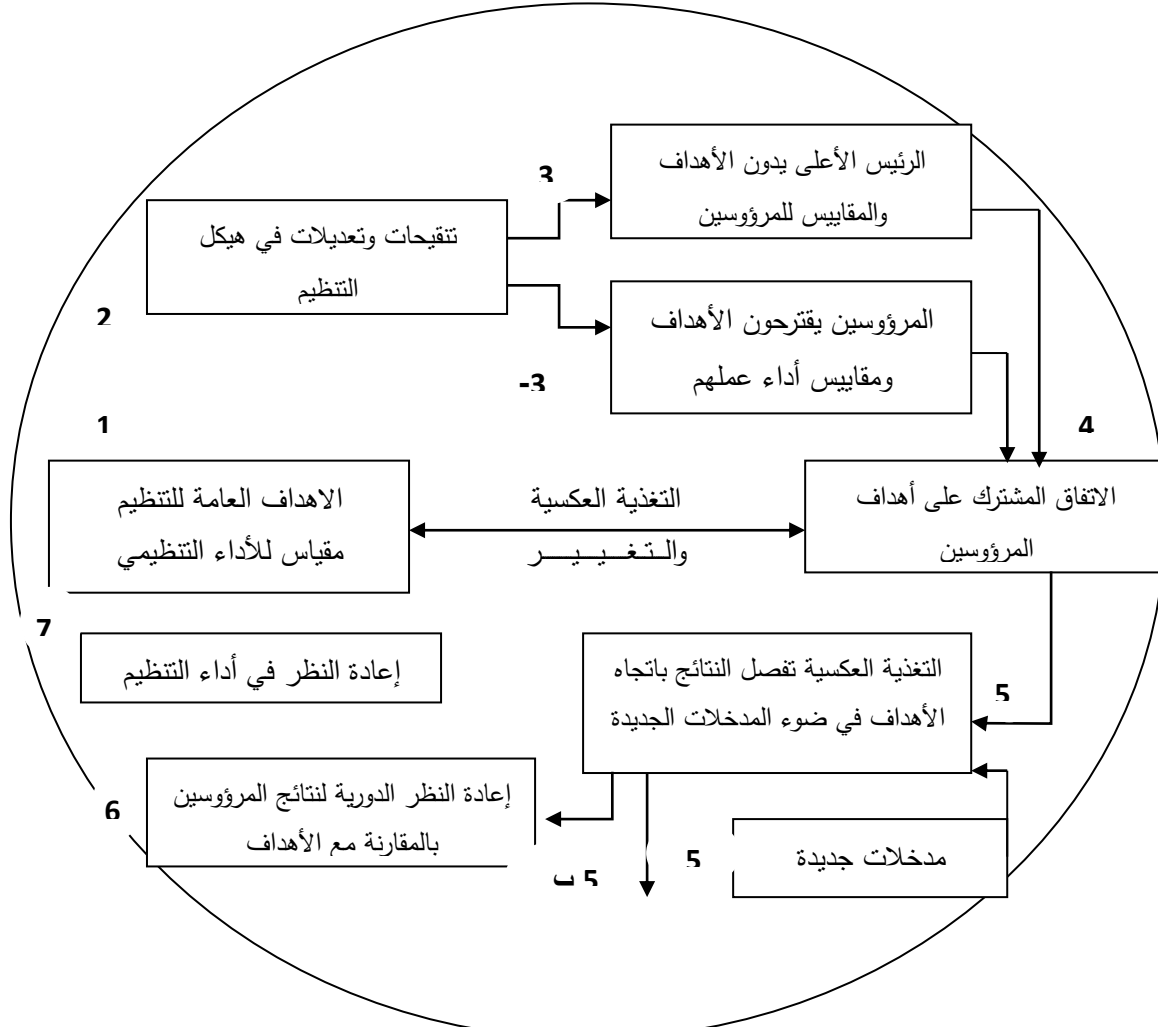 3
الرئيس الأعلى يدون الأهداف
والمقاييس للمرؤوسين
تنقيحات وتعديلات في هيكل
التنظيم
2
المرؤوسين يقترحون الأهداف
ومقاييس أداء عملهم
3-
1
4
الاهداف العامة للتنظيم
مقياس للأداء التنظيمي
التغذية العكسية
والـتـغـــيـــيـــــر
الاتفاق المشترك على أهداف
المرؤوسين
7
إعادة النظر في أداء التنظيم
التغذية العكسية تفصل النتائج باتجاه
الأهداف في ضوء المدخلات الجديدة
5
6
إعادة النظر الدورية لنتائج المرؤوسين
بالمقارنة مع الأهداف
5 ب
5
مدخلات جديدة